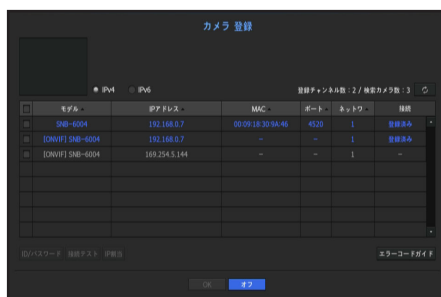 カメラ 登録
IPv4 IPv6 登録チャンネル数 : 2 / 検索カメラ数 : 3
モデル IPアドレス MAC ポート ネットワ 接続
SNB-6004 192.168.0.7 00:09:18:30:9A:46 4520 1 登録済み
[ONVIF] SNB-6004 192.168.0.7 - - 1 登録済み
[ONVIF] SNB-6004 169.254.5.144 - - 1 -
ID/パスワード 接続テスト IP割当 エラーコードガイド
OK オフ